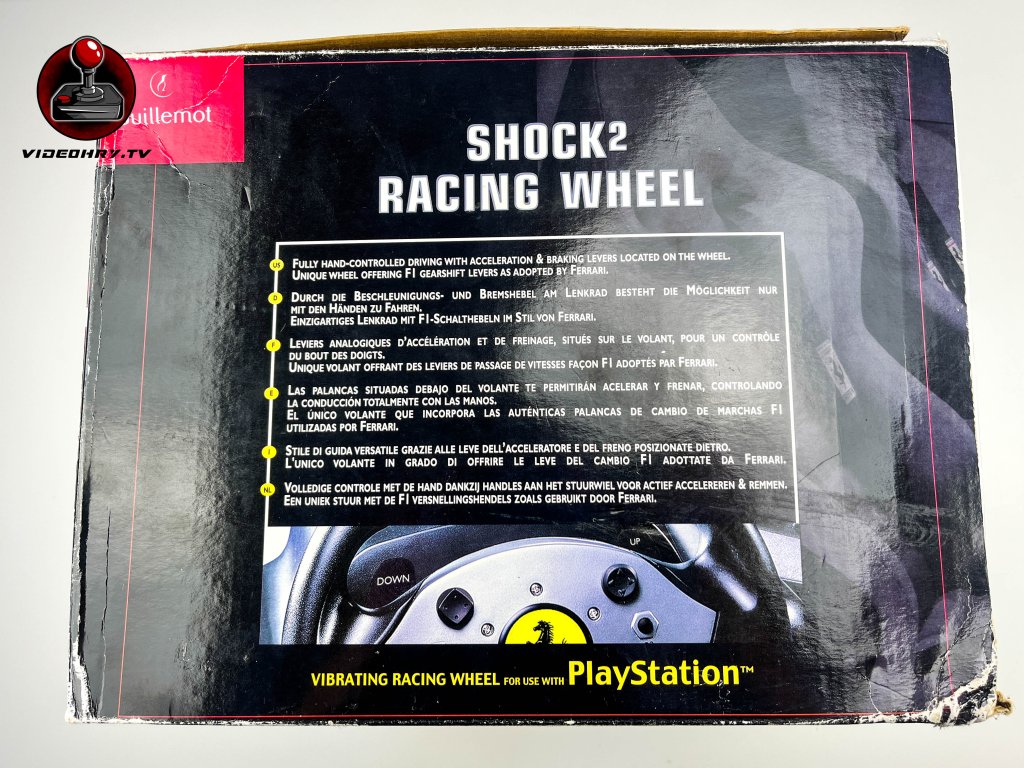 uillemot
VIDEOHRY.TV
SHOCK2
RACING WHEEL
US
FULLY HAND-CONTROLLED DRIVING WITH ACCELERATION & BRAKING LEVERS LOCATED ON THE WHEEL.
UNIQUE WHEEL OFFERING F1 GEARSHIFT LEVERS AS ADOPTED BY FERRARI.
D
DURCH DIE BESCHLEUNIGUNGS- UND BREMSHEBEL AM LENKRAD BESTEHT DIE MÖGLICHKEIT NUR
MIT DEN HÄNDEN ZU FAHREN.
EINZIGARTIGES LENKRAD MIT F1-SCHALTHEBELN IM STIL VON FERRARI.
F
LEVIERS ANALOGIQUES D'ACCÉLÉRATION ET DE FREINAGE, SITUÉS SUR LE VOLANT, POUR UN CONTRÔLE
DU BOUT DES DOIGTS.
UNIQUE VOLANT OFFRANT DES LEVIERS DE PASSAGE DE VITESSES FAÇON F1 ADOPTÉS PAR FERRARI.
E
LAS PALANCAS SITUADAS DEBAJO DEL VOLANTE TE PERMITIRÁN ACELERAR Y FRENAR, CONTROLANDO
LA CONDUCCIÓN TOTALMENTE CON LAS MANOS.
EL ÚNICO VOLANTE QUE INCORPORA LAS AUTÉNTICAS PALANCAS DE CAMBIO DE MARCHAS F1
UTILIZADAS POR FERRARI.
I
STILE DI GUIDA VERSATILE GRAZIE ALLE LEVE DELL'ACCELERATORE E DEL FRENO POSIZIONATE DIETRO.
L'UNICO VOLANTE IN GRADO DI OFFRIRE LE LEVE DEL CAMBIO F1 ADOTTATE DA FERRARI.
NL
VOLLEDIGE CONTROLE MET DE HAND DANKZIJ HANDLES AAN HET STUURWIEL VOOR ACTIEF ACCELEREREN & REMMEN.
EEN UNIEK STUUR MET DE F1 VERSNELLINGSHENDELS ZOALS GEBRUIKT DOOR FERRARI.
UP
DOWN
VIBRATING RACING WHEEL FOR USE WITH PlayStation™